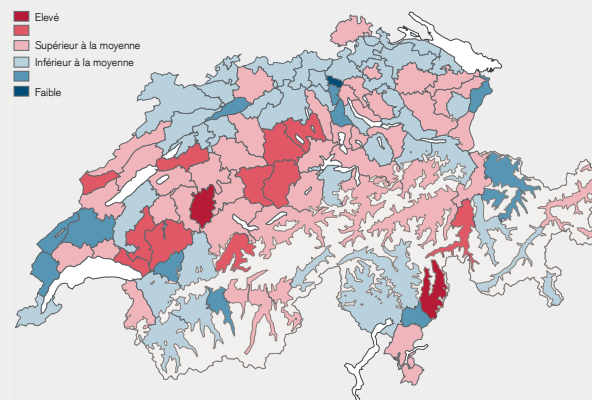 Elevé
Supérieur à la moyenne
Inférieur à la moyenne
Faible